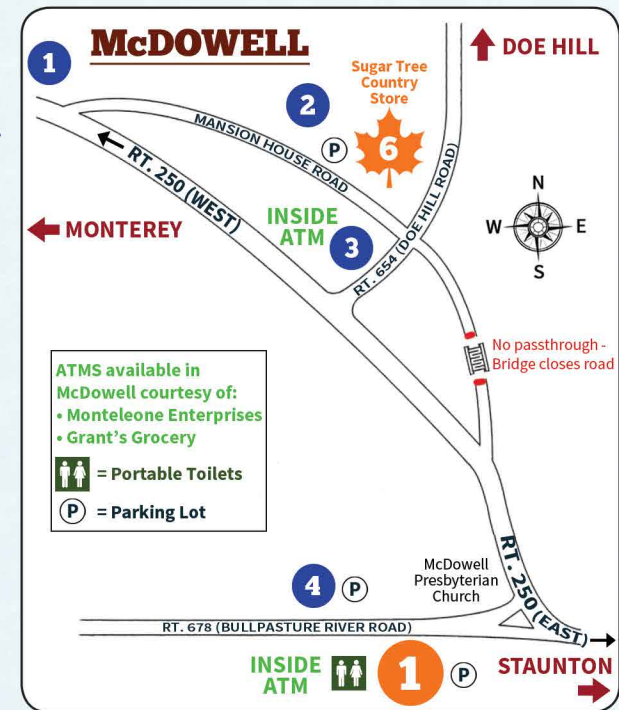 McDOWELL
1
DOE HILL
Sugar Tree
Country
Store
2
P
6
MANSION HOUSE ROAD
RT. 250 (WEST)
MONTEREY
INSIDE
ATM
3
RT. 654 (DOE HILL ROAD)
N
W
E
S
No passthrough -
Bridge closes road
ATMS available in
McDowell courtesy of:
• Monteleone Enterprises
• Grant's Grocery
= Portable Toilets
P = Parking Lot
McDowell
Presbyterian
Church
4
P
RT. 250 (EAST)
RT. 678 (BULLPASTURE RIVER ROAD)
INSIDE
ATM
1
P
STAUNTON